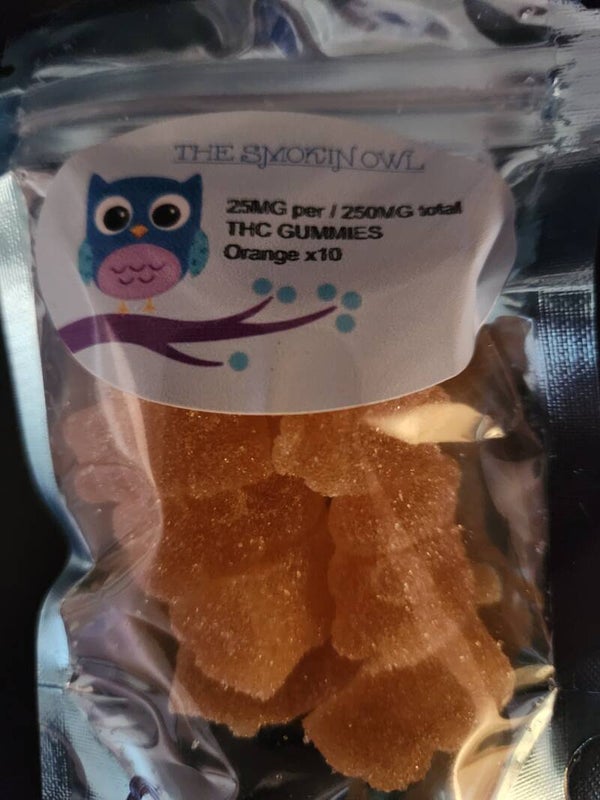 THE SMOKIN OWL
25MG per / 250MG total
THC GUMMIES
Orange x10